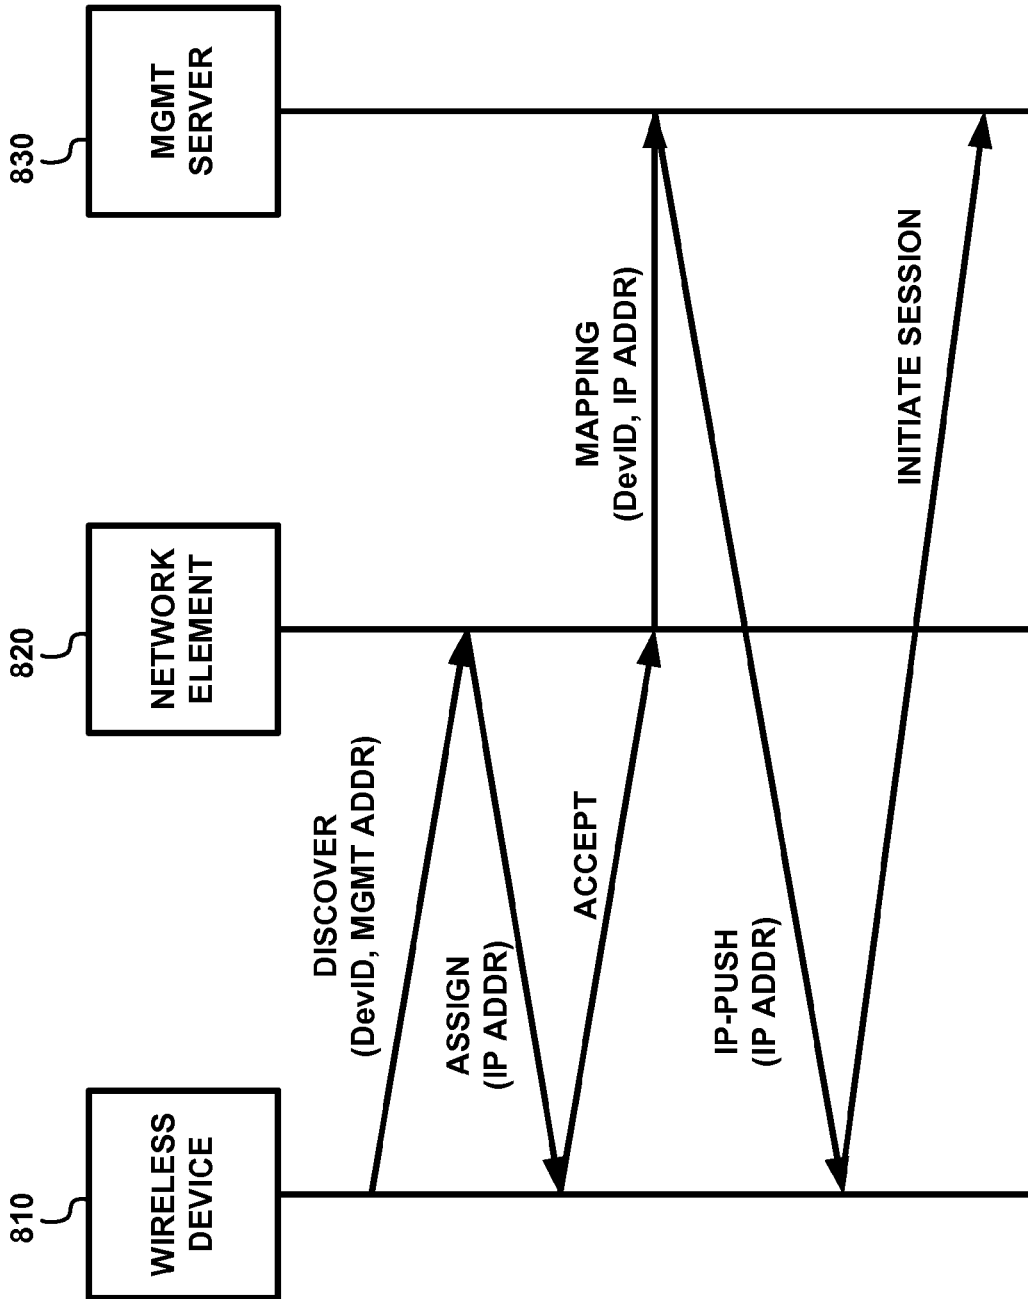 810
WIRELESS
DEVICE
820
NETWORK
ELEMENT
830
MGMT
SERVER
DISCOVER
(DevID, MGMT ADDR)
ASSIGN
(IP ADDR)
ACCEPT
MAPPING
(DevID, IP ADDR)
IP-PUSH
(IP ADDR)
INITIATE SESSION